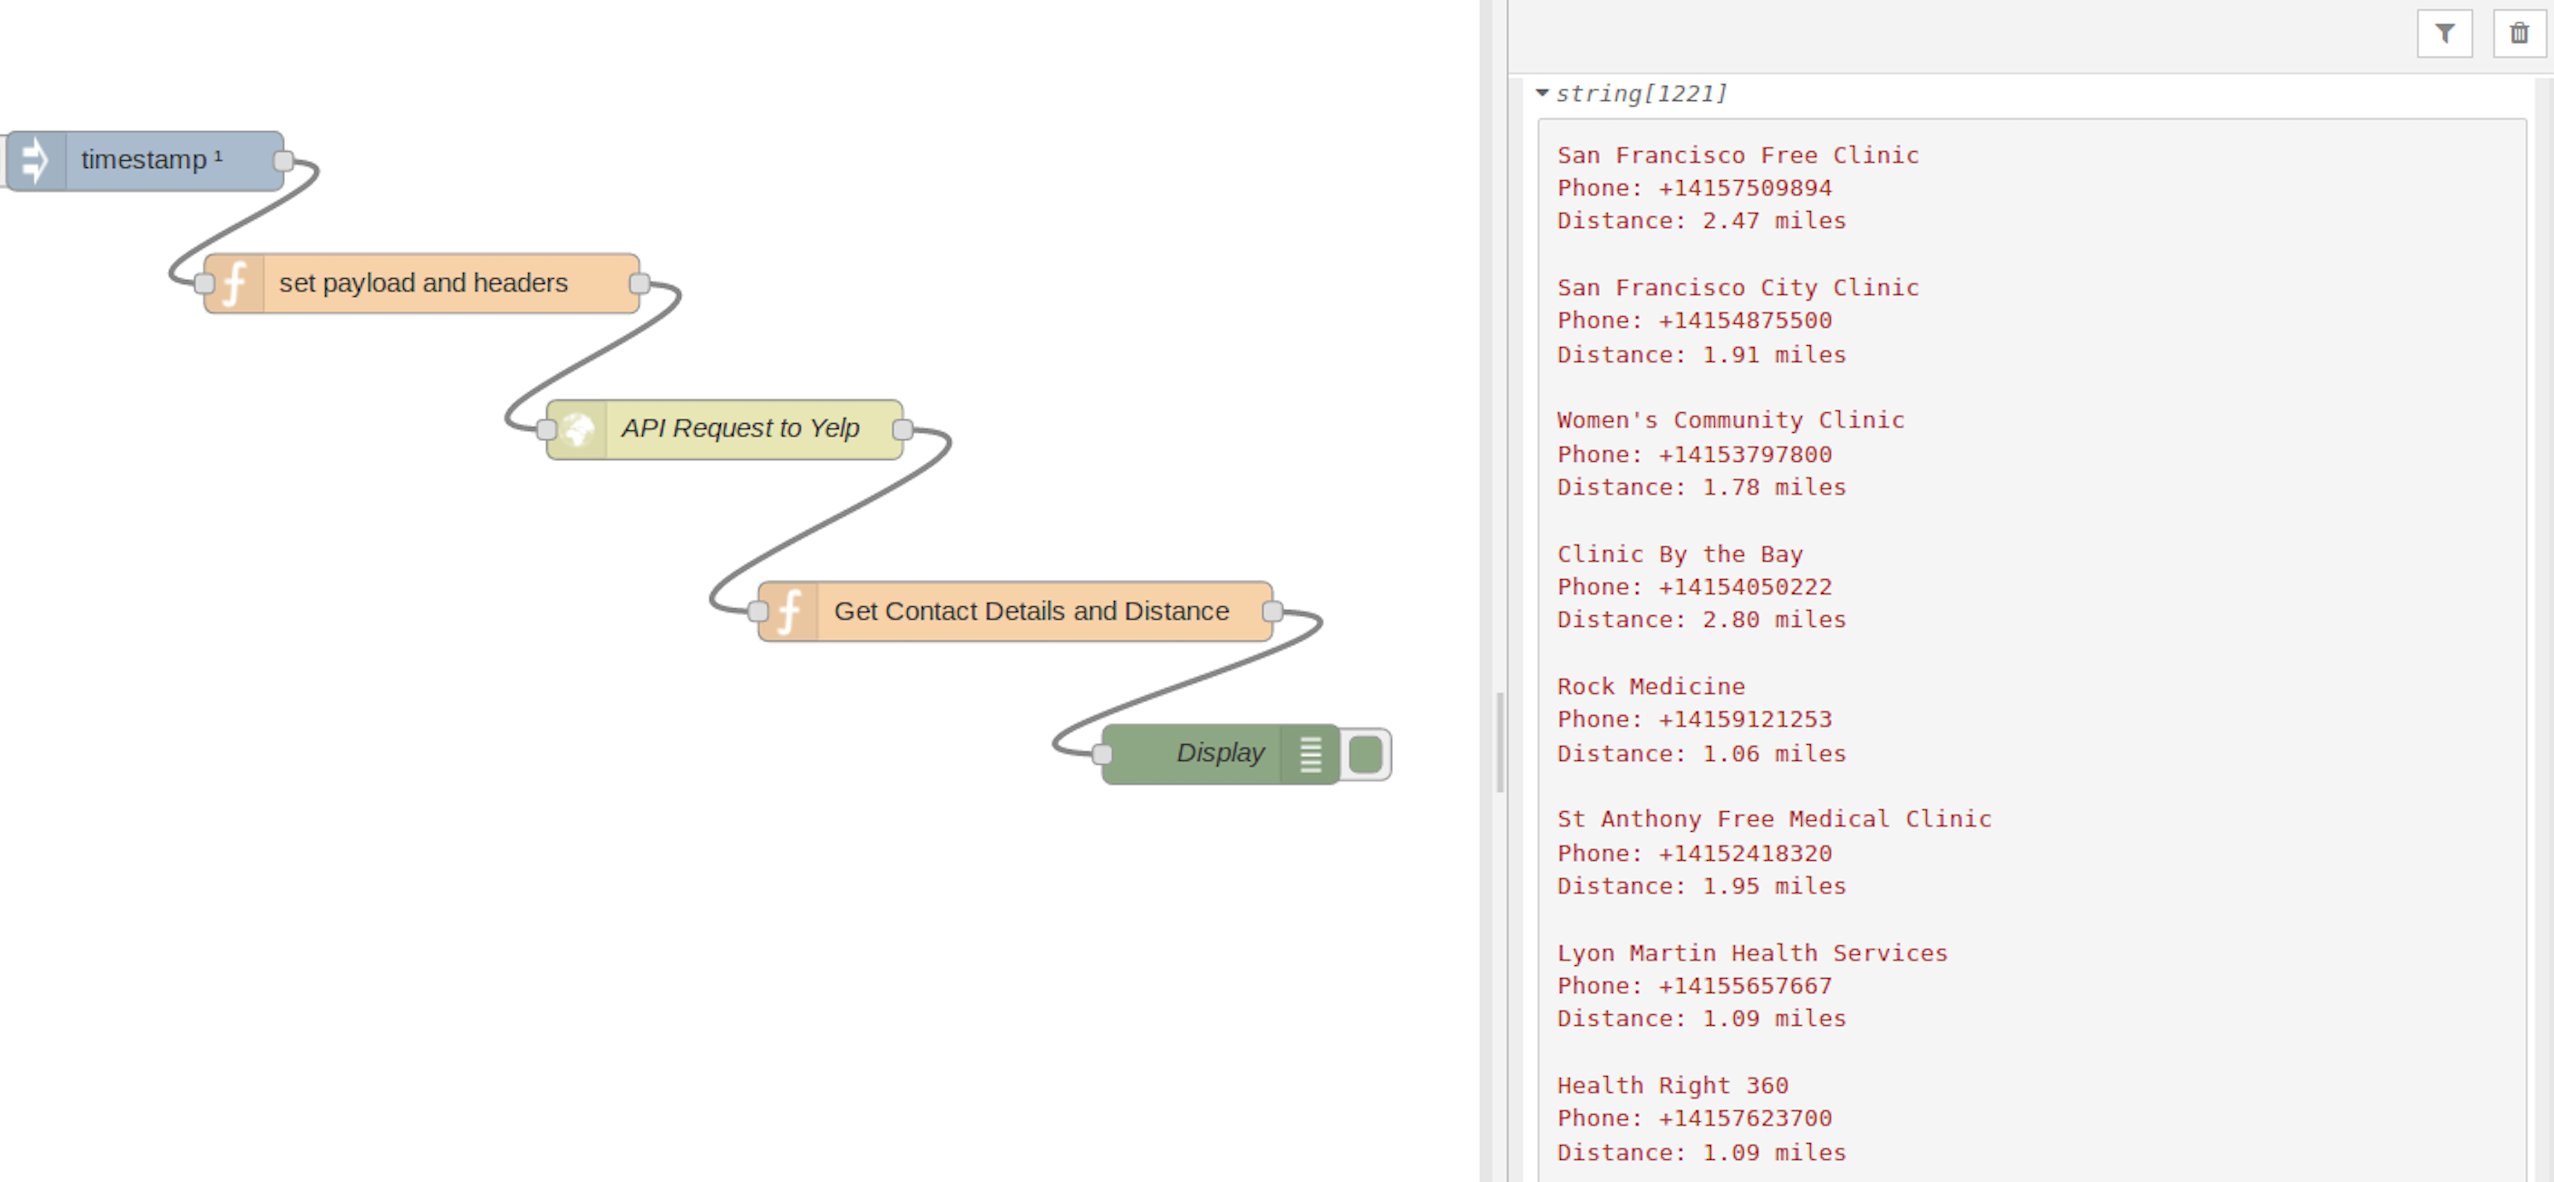 timestamp ¹
set payload and headers
API Request to Yelp
Get Contact Details and Distance
Display
string[1221]
San Francisco Free Clinic
Phone: +14157509894
Distance: 2.47 miles
San Francisco City Clinic
Phone: +14154875500
Distance: 1.91 miles
Women's Community Clinic
Phone: +14153797800
Distance: 1.78 miles
Clinic By the Bay
Phone: +14154050222
Distance: 2.80 miles
Rock Medicine
Phone: +14159121253
Distance: 1.06 miles
St Anthony Free Medical Clinic
Phone: +14152418320
Distance: 1.95 miles
Lyon Martin Health Services
Phone: +14155657667
Distance: 1.09 miles
Health Right 360
Phone: +14157623700
Distance: 1.09 miles